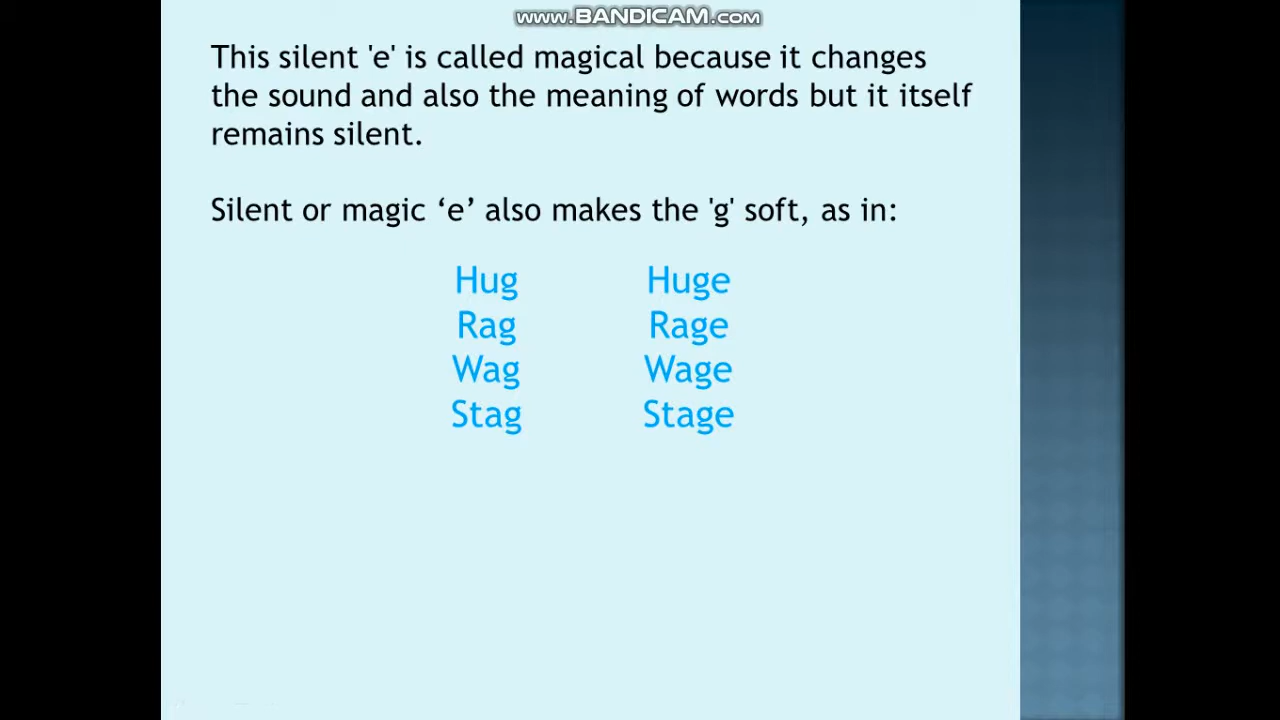 www.BANDICAM.com
This silent 'e' is called magical because it changes
the sound and also the meaning of words but it itself
remains silent.
Silent or magic ‘e’ also makes the 'g' soft, as in:
Hug Huge
Rag Rage
Wag Wage
Stag Stage